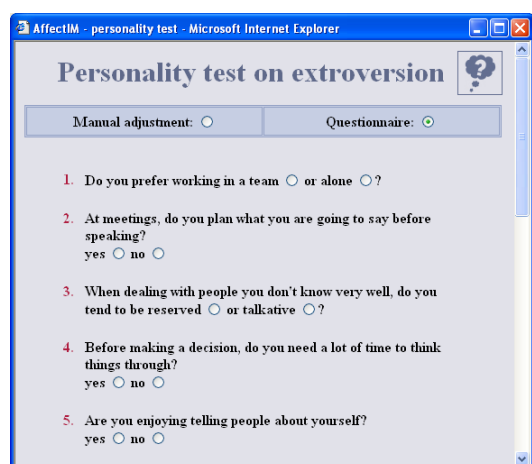 AffectIM - personality test - Microsoft Internet Explorer
Personality test on extroversion
Manual adjustment: Questionnaire:
1. Do you prefer working in a team or alone ?
2. At meetings, do you plan what you are going to say before
speaking?
yes no
3. When dealing with people you don't know very well, do you
tend to be reserved or talkative ?
4. Before making a decision, do you need a lot of time to think
things through?
yes no
5. Are you enjoying telling people about yourself?
yes no